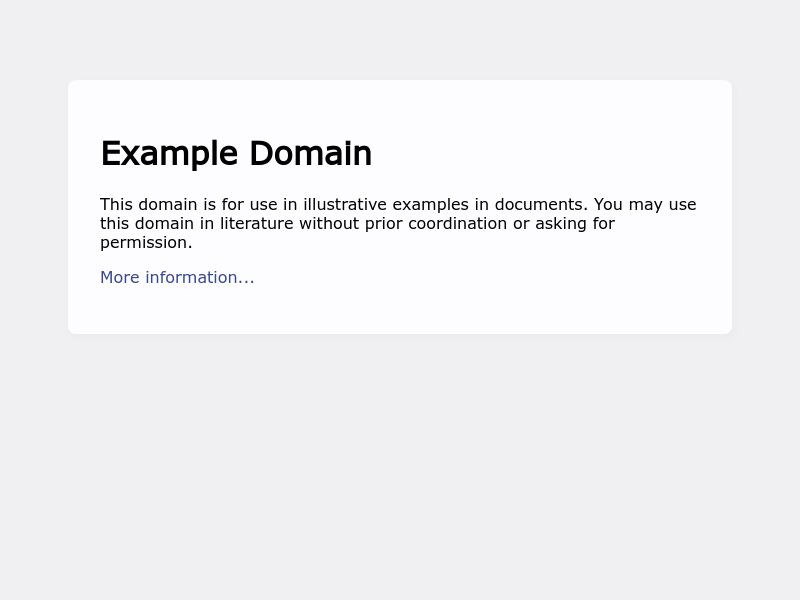 Example Domain
This domain is for use in illustrative examples in documents. You may use
this domain in literature without prior coordination or asking for
permission.
More information...